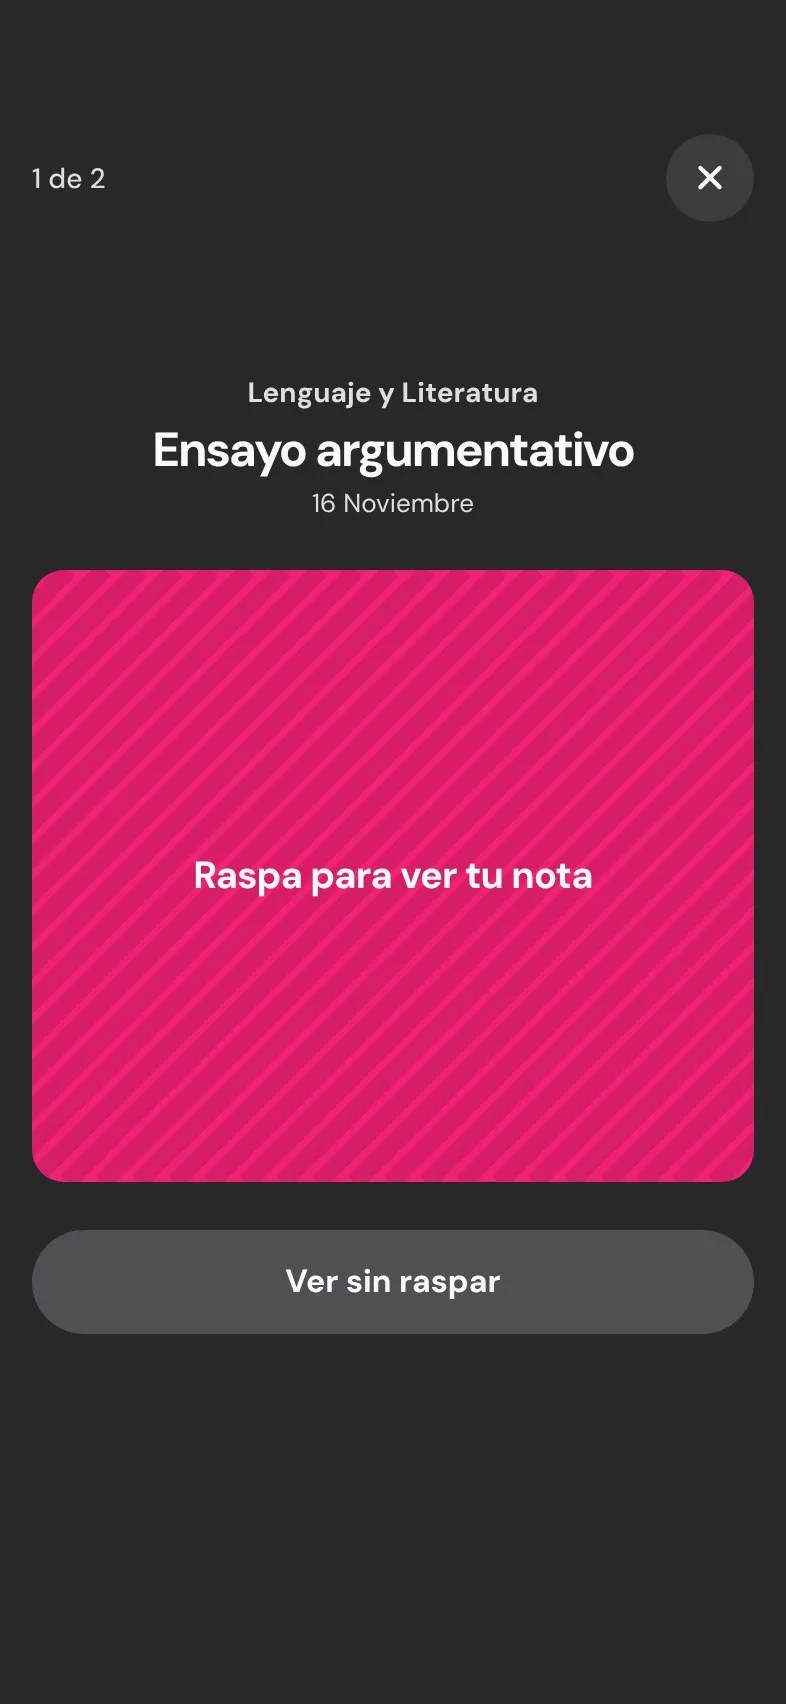 1 de 2
Lenguaje y Literatura
Ensayo argumentativo
16 Noviembre
Raspa para ver tu nota
Ver sin raspar